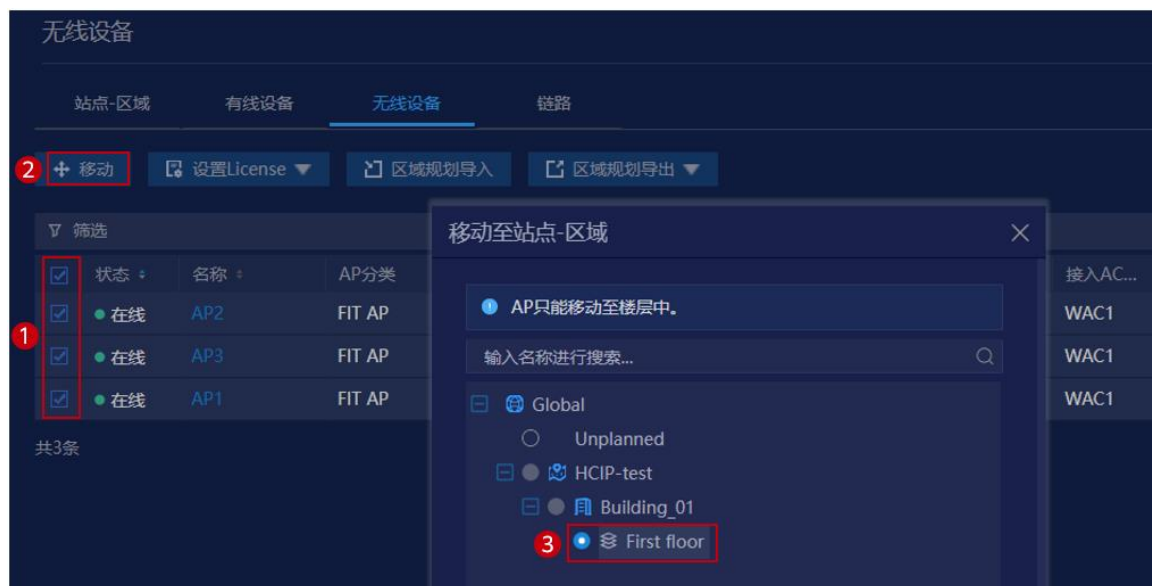 无线设备
站点-区域 有线设备 无线设备 链路
2 移动 设置License 区域规划导入 区域规划导出
筛选
移动至站点-区域
状态 名称 AP分类 接入AC...
AP只能移动至楼层中。
1
在线 AP2 FIT AP WAC1
输入名称进行搜索...
在线 AP3 FIT AP WAC1
在线 AP1 FIT AP WAC1
Global
共3条
Unplanned
HCIP-test
Building_01
3 First floor